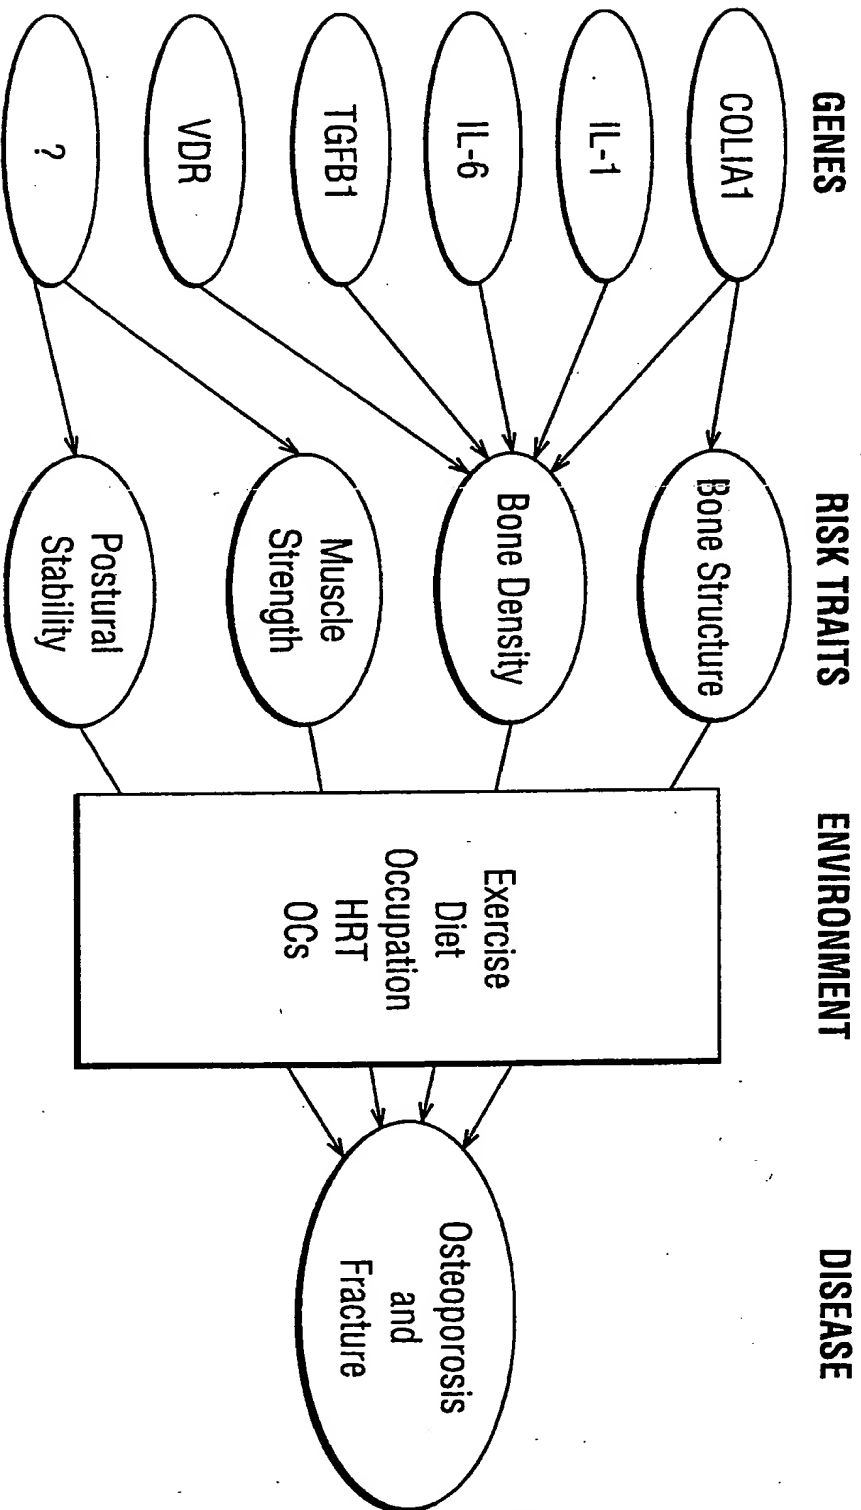 GENES
RISK TRAITS
ENVIRONMENT
DISEASE
COLIA1
IL-1
IL-6
TGFB1
VDR
?
Bone Structure
Bone Density
Muscle
Strength
Postural
Stability
Exercise
Diet
Occupation
HRT
OCs
Osteoporosis
and
Fracture